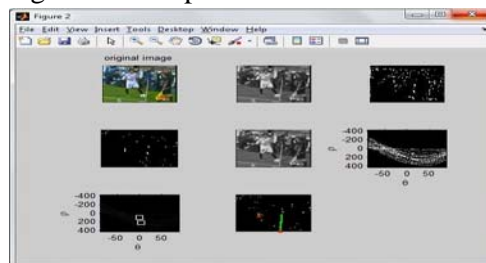 Figure 2
File Edit View Insert Tools Desktop Window Help
original image
-400
-200
0
200
400
ρ
-50 0 50
θ
-400
-200
0
200
400
ρ
-50 0 50
θ